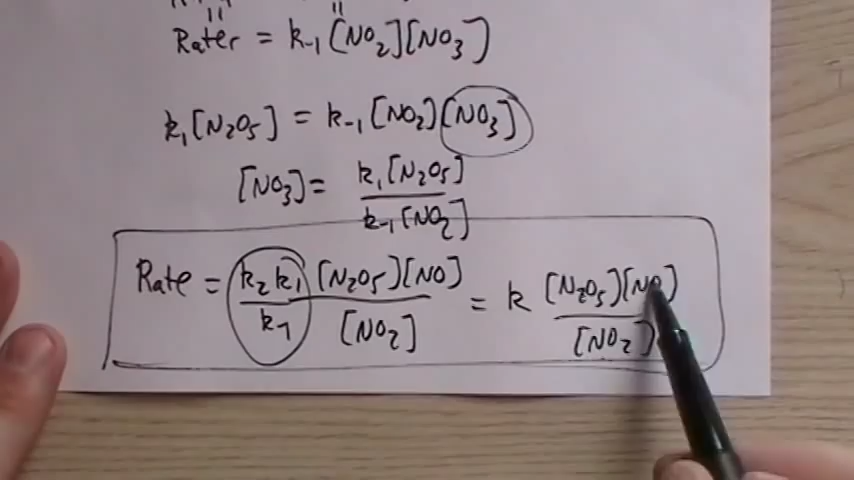 Rater = k-1 [NO2][NO3]
k1[N2O5] = k-1 [NO2][NO3]
[NO3] = k1[N2O5] / k-1[NO2]
Rate = k2 k1 / k-1 [N2O5][NO] / [NO2] = k [N2O5][NO] / [NO2]